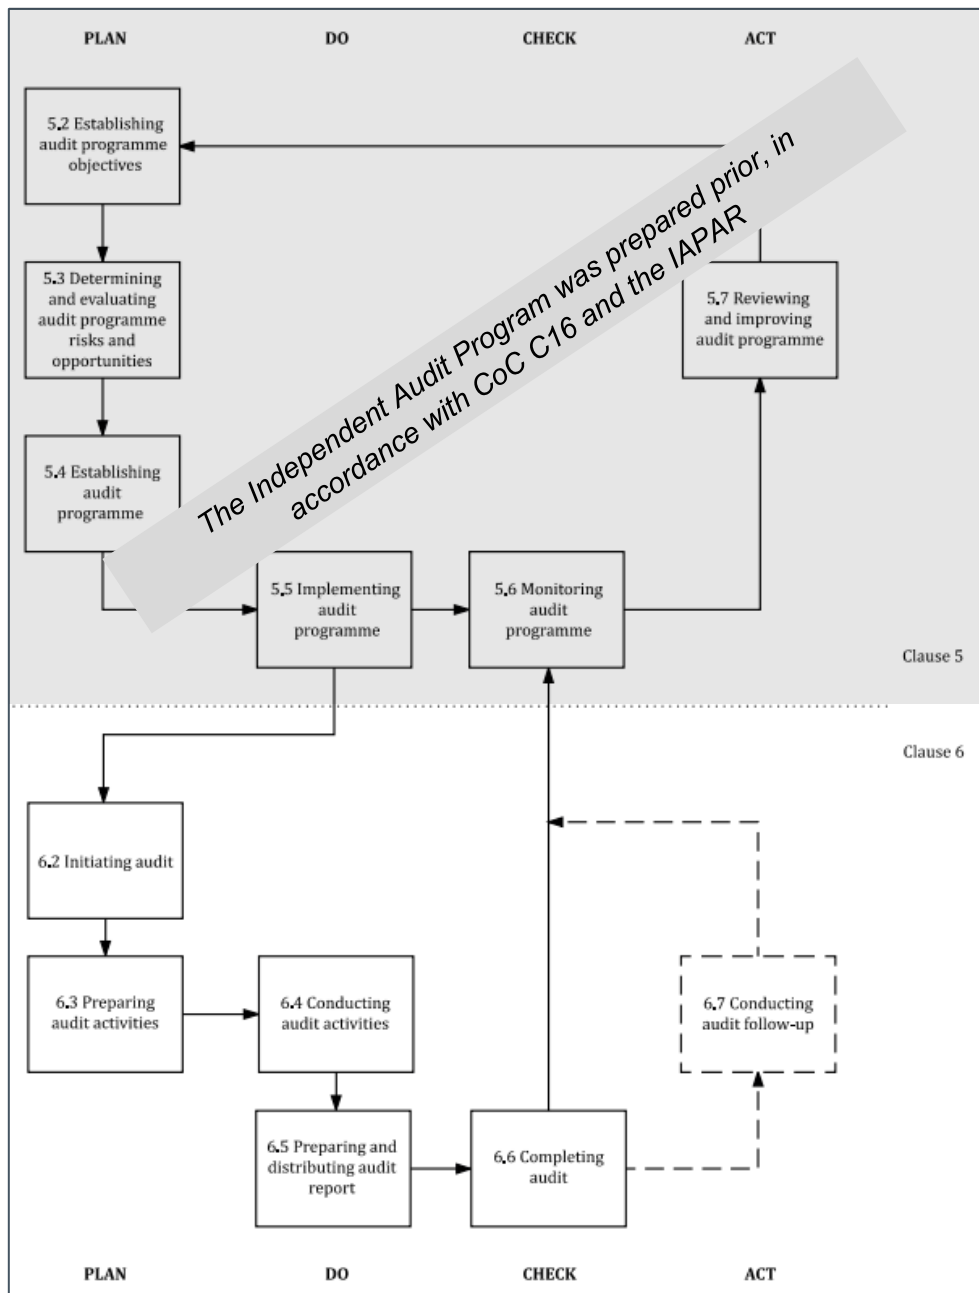 PLAN
DO
CHECK
ACT
5.2 Establishing
audit programme
objectives
The Independent Audit Program was prepared prior, in
accordance with CoC C16 and the IAPAR
5.3 Determining
and evaluating
audit programme
risks and
opportunities
5.7 Reviewing
and improving
audit programme
5.4 Establishing
audit
programme
5.5 Implementing
audit
programme
5.6 Monitoring
audit
programme
Clause 5
Clause 6
6.2 Initiating audit
6.3 Preparing
audit activities
6.4 Conducting
audit activities
6.7 Conducting
audit follow-up
6.5 Preparing and
distributing audit
report
6.6 Completing
audit
PLAN
DO
CHECK
ACT